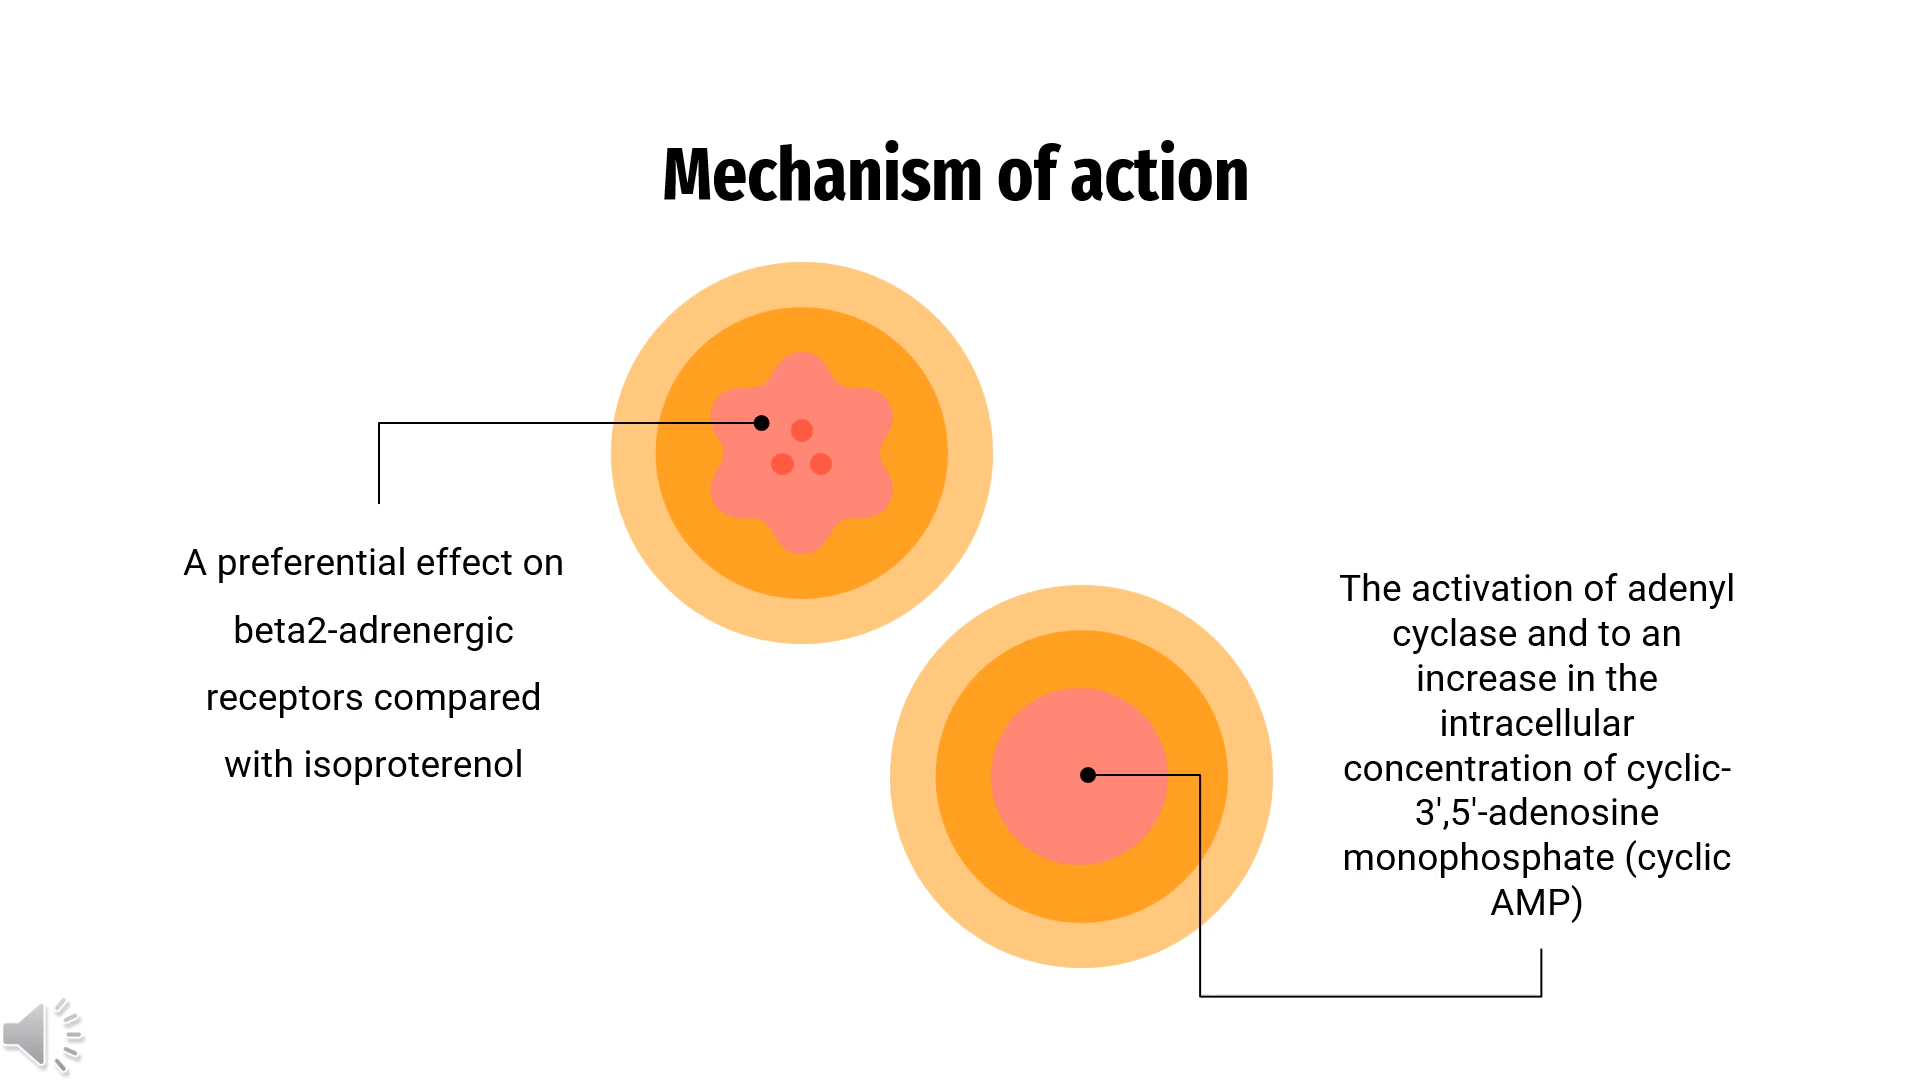 Mechanism of action
A preferential effect on
beta2-adrenergic
receptors compared
with isoproterenol
The activation of adenyl
cyclase and to an
increase in the
intracellular
concentration of cyclic-
3',5'-adenosine
monophosphate (cyclic
AMP)